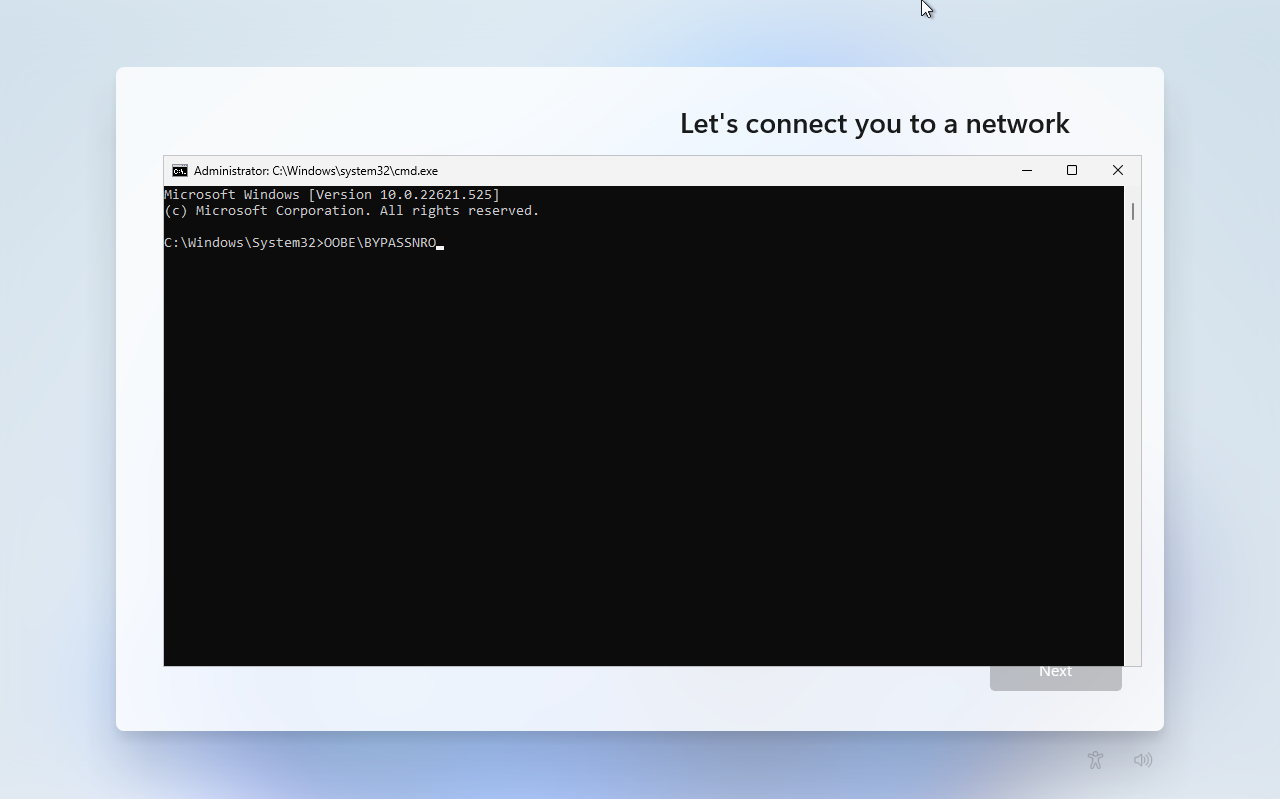 Let's connect you to a network
Administrator: C:\Windows\system32\cmd.exe
Microsoft Windows [Version 10.0.22621.525]
(c) Microsoft Corporation. All rights reserved.
C:\Windows\System32>OOBE\BYPASSNRO
Next